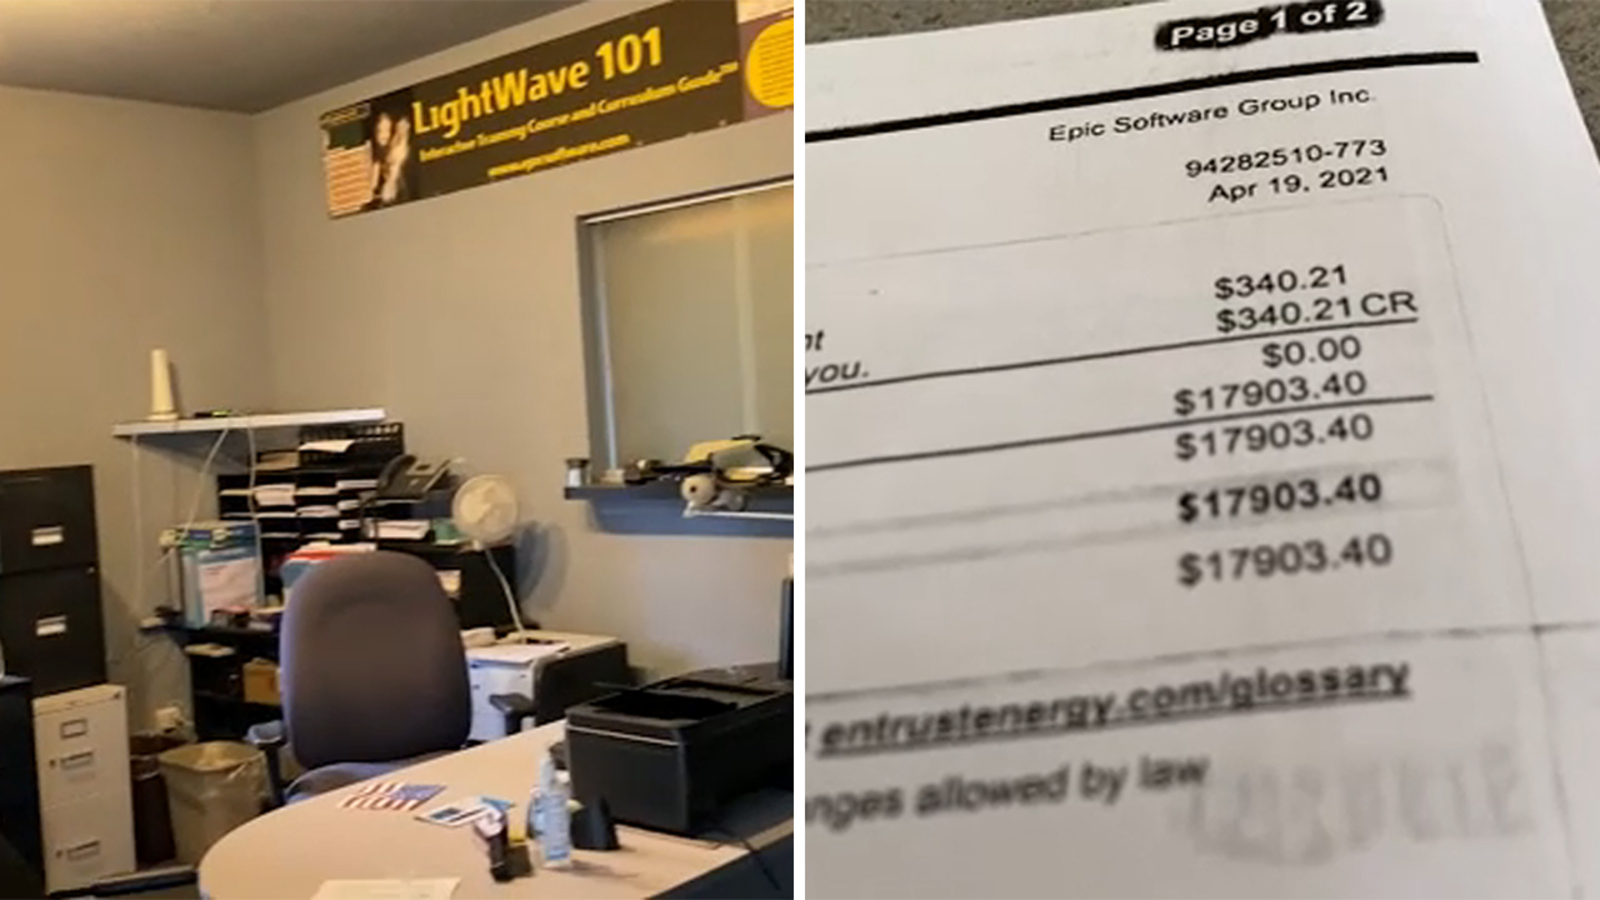 LightWave 101
Interactive Training Course and Curriculum Guide™
www.epicsoftware.com
Page 1 of 2
Epic Software Group Inc.
94282510-773
Apr 19, 2021
$340.21
$340.21 CR
you.
$0.00
$17903.40
$17903.40
$17903.40
$17903.40
entrustenergy.com/glossary
allowed by law